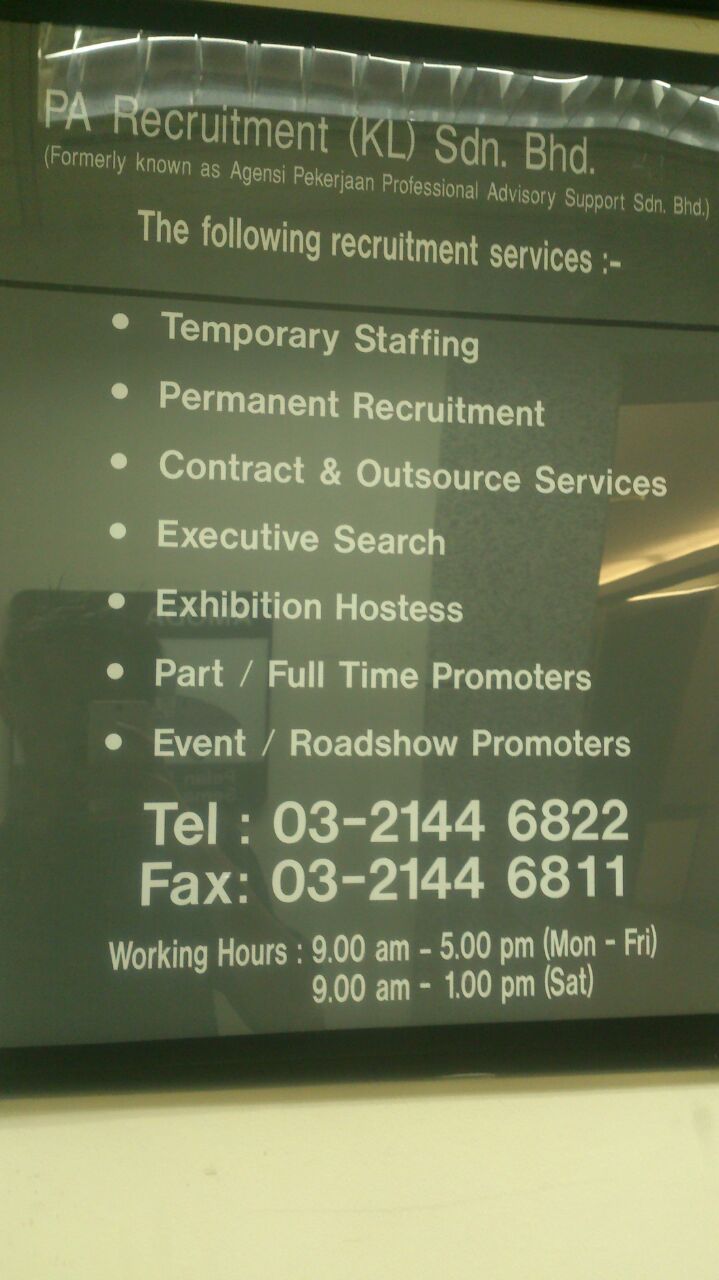 PA Recruitment (KL) Sdn. Bhd.
(Formerly known as Agensi Pekerjaan Professional Advisory Support Sdn. Bhd.)
The following recruitment services :-
• Temporary Staffing
• Permanent Recruitment
• Contract & Outsource Services
• Executive Search
• Exhibition Hostess
• Part / Full Time Promoters
• Event / Roadshow Promoters
Tel : 03-2144 6822
Fax: 03-2144 6811
Working Hours : 9.00 am - 5.00 pm (Mon - Fri)
9.00 am - 1.00 pm (Sat)